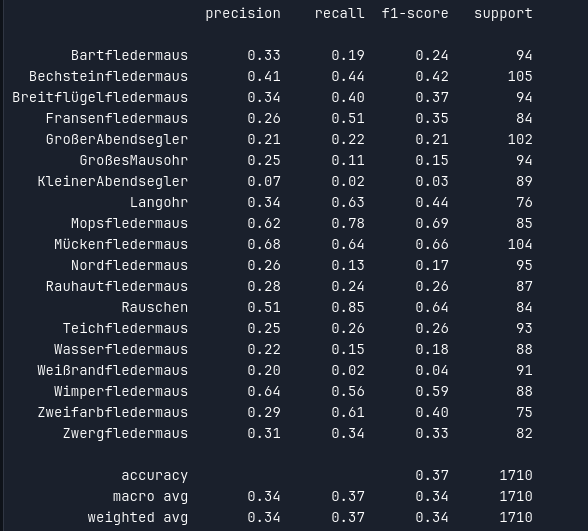 precision recall f1-score support
Bartfledermaus 0.33 0.19 0.24 94
Bechsteinfledermaus 0.41 0.44 0.42 105
Breitflügelfledermaus 0.34 0.40 0.37 94
Fransenfledermaus 0.26 0.51 0.35 84
GroßerAbendsegler 0.21 0.22 0.21 102
GroßesMausohr 0.25 0.11 0.15 94
KleinerAbendsegler 0.07 0.02 0.03 89
Langohr 0.34 0.63 0.44 76
Mopsfledermaus 0.62 0.78 0.69 85
Mückenfledermaus 0.68 0.64 0.66 104
Nordfledermaus 0.26 0.13 0.17 95
Rauhautfledermaus 0.28 0.24 0.26 87
Rauschen 0.51 0.85 0.64 84
Teichfledermaus 0.25 0.26 0.26 93
Wasserfledermaus 0.22 0.15 0.18 88
Weißrandfledermaus 0.20 0.02 0.04 91
Wimperfledermaus 0.64 0.56 0.59 88
Zweifarbfledermaus 0.29 0.61 0.40 75
Zwergfledermaus 0.31 0.34 0.33 82
accuracy 0.37 1710
macro avg 0.34 0.37 0.34 1710
weighted avg 0.34 0.37 0.34 1710